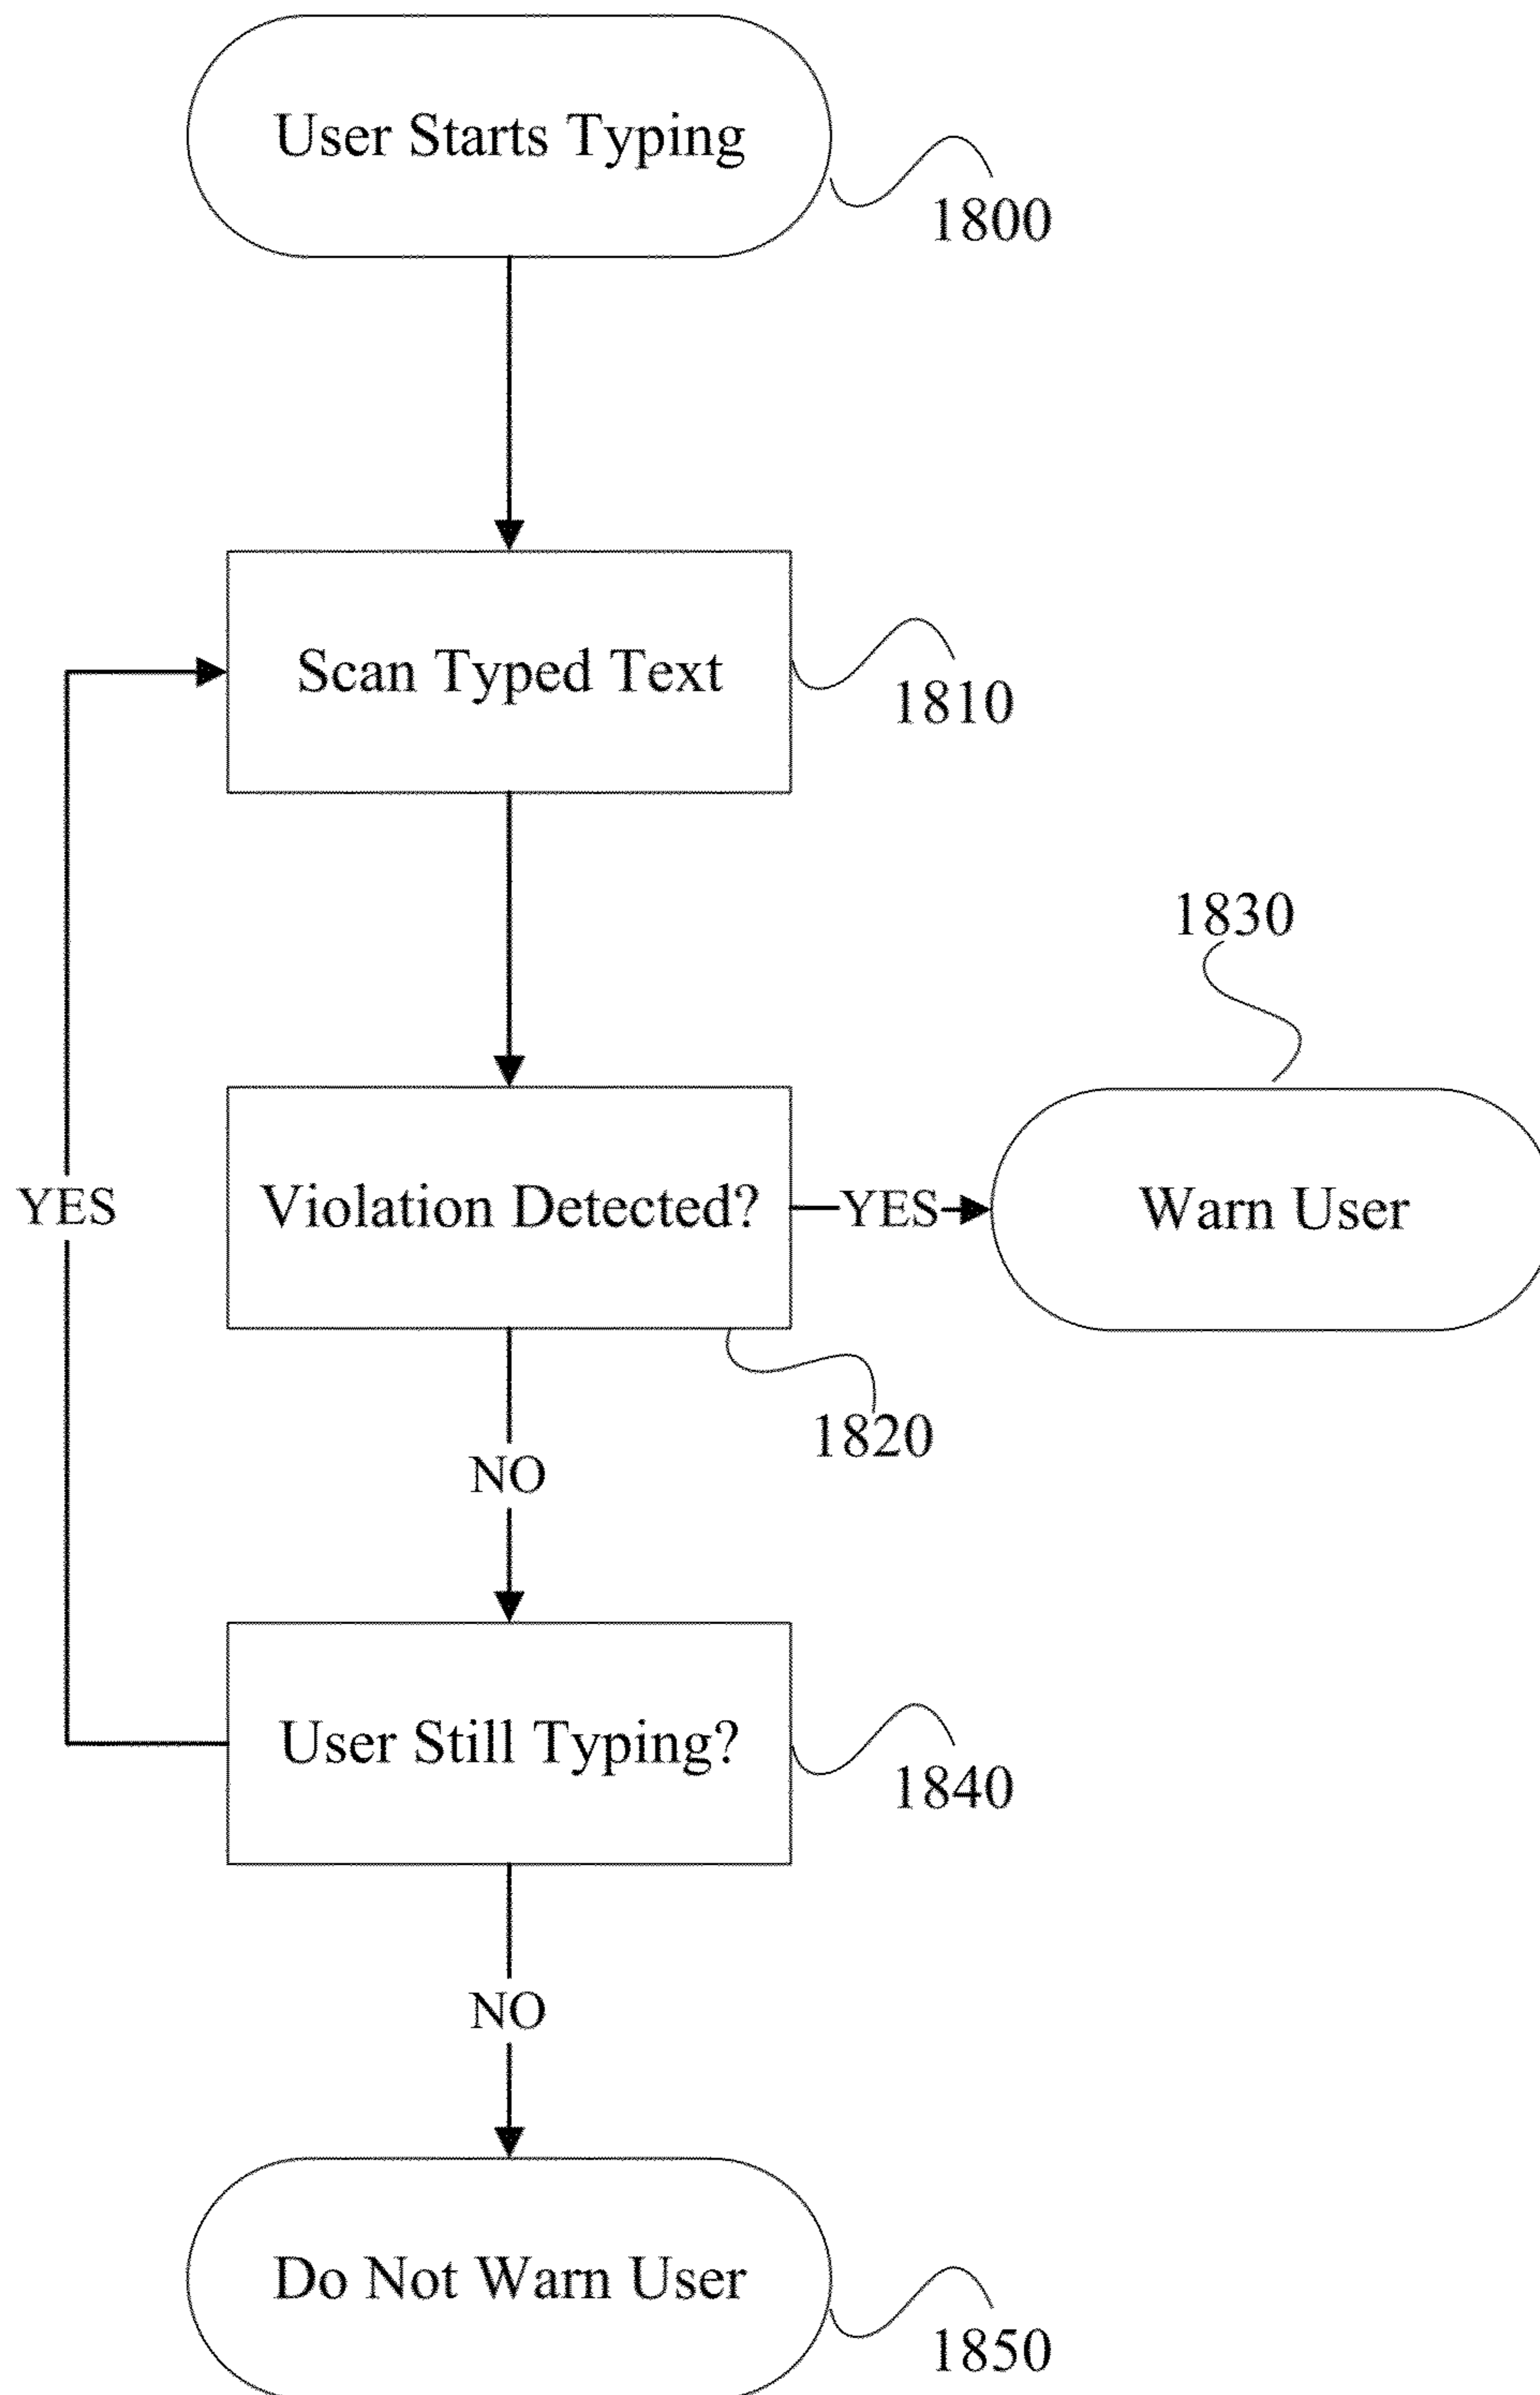 User Starts Typing
1800
Scan Typed Text
1810
1830
YES
Violation Detected?
YES
Warn User
1820
NO
User Still Typing?
1840
NO
Do Not Warn User
1850